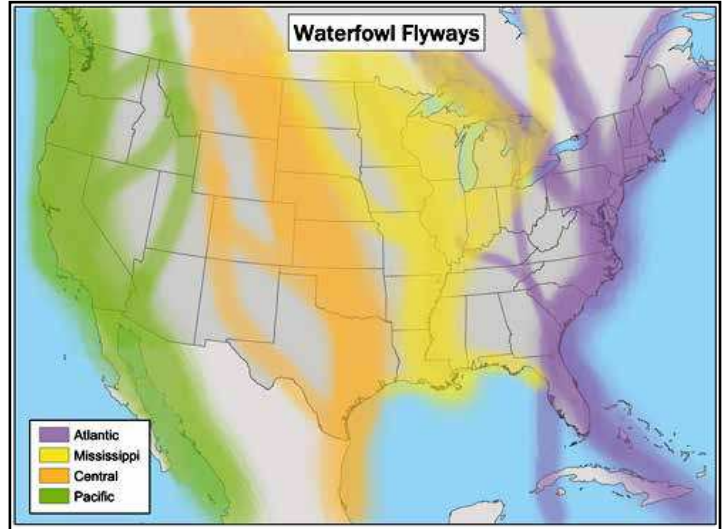 Waterfowl Flyways
Atlantic
Mississippi
Central
Pacific